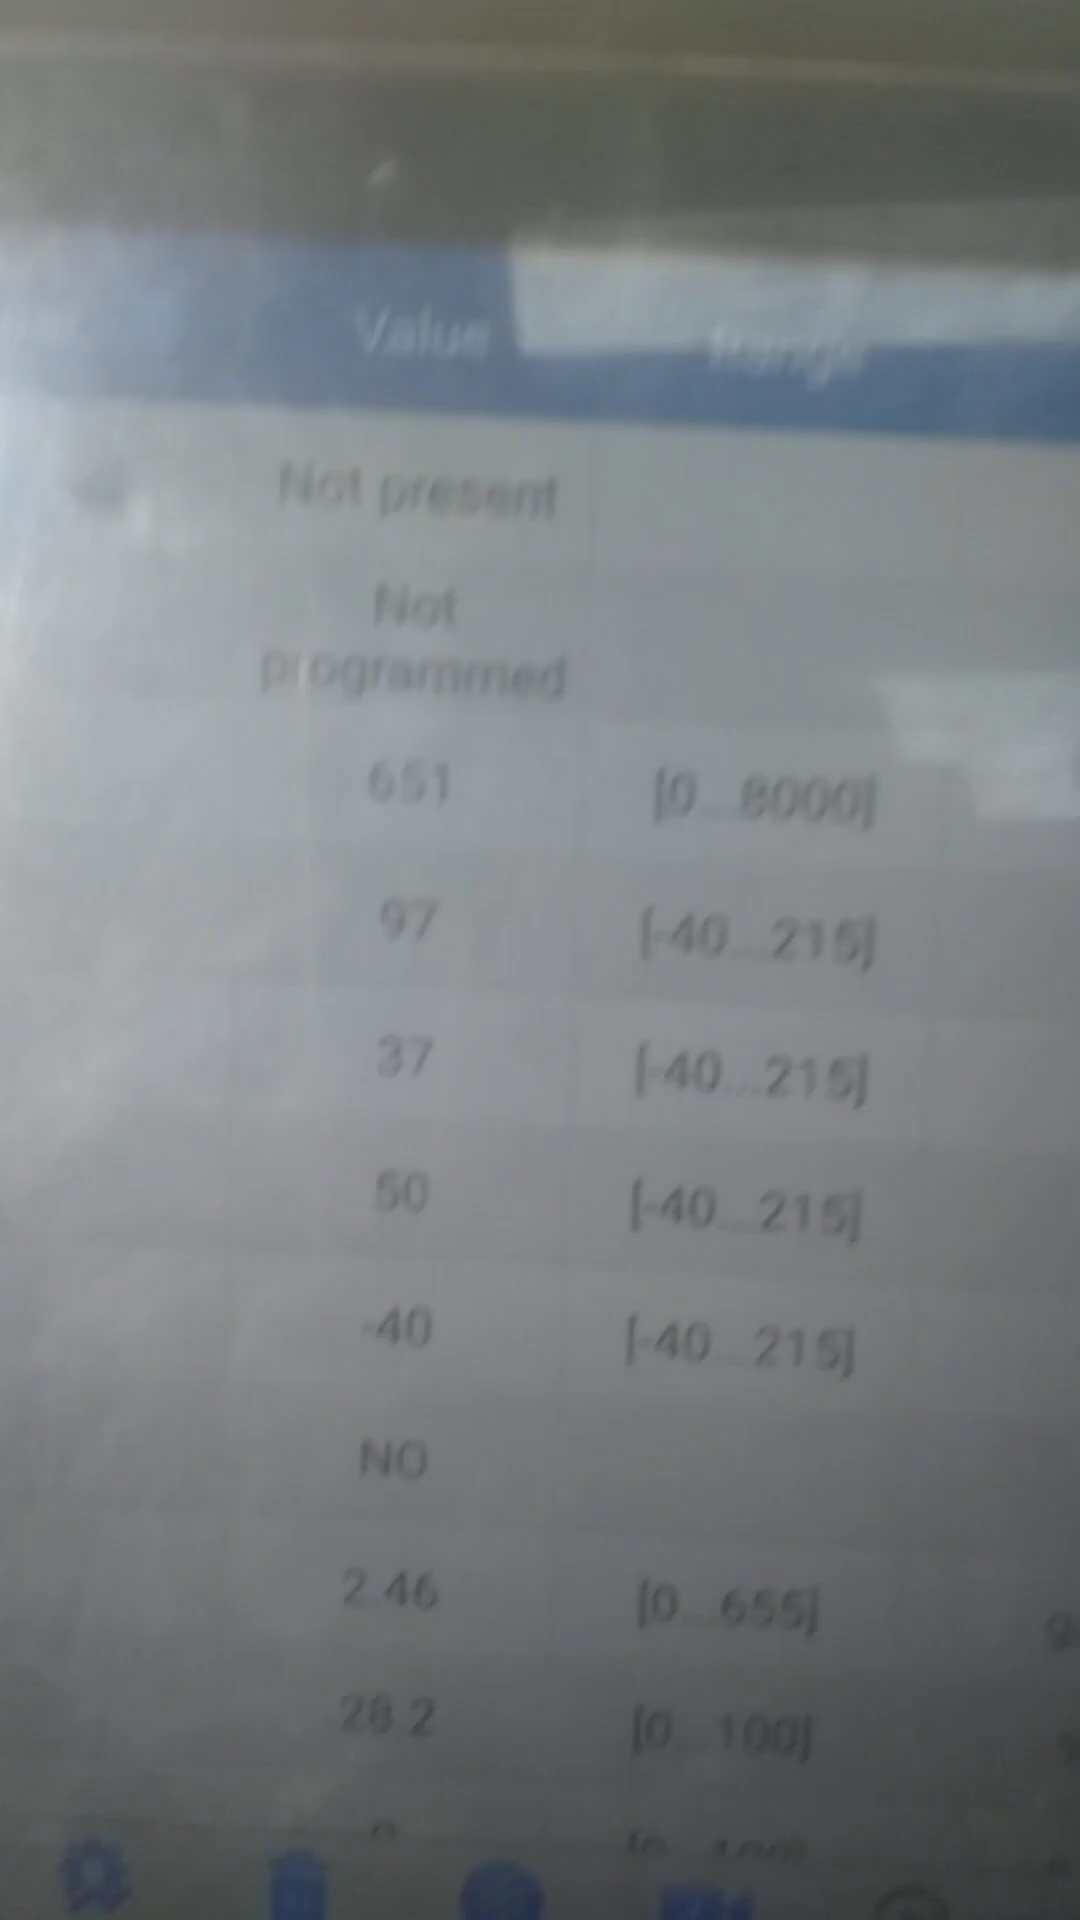 Value Range
Not present
Not
programmed
651 [0...8000]
97 [-40...215]
37 [-40...215]
50 [-40...215]
-40 [-40...215]
NO
2.46 [0...655]
28.2 [0...100]